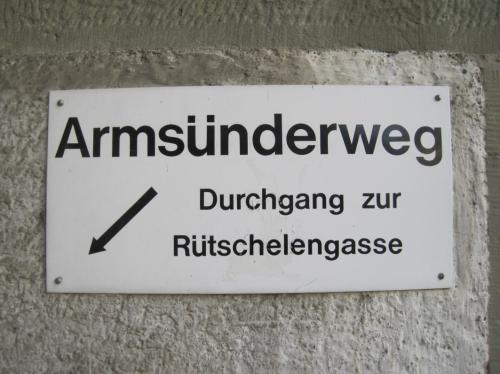 Armsünderweg
Durchgang zur
Rütschelengasse